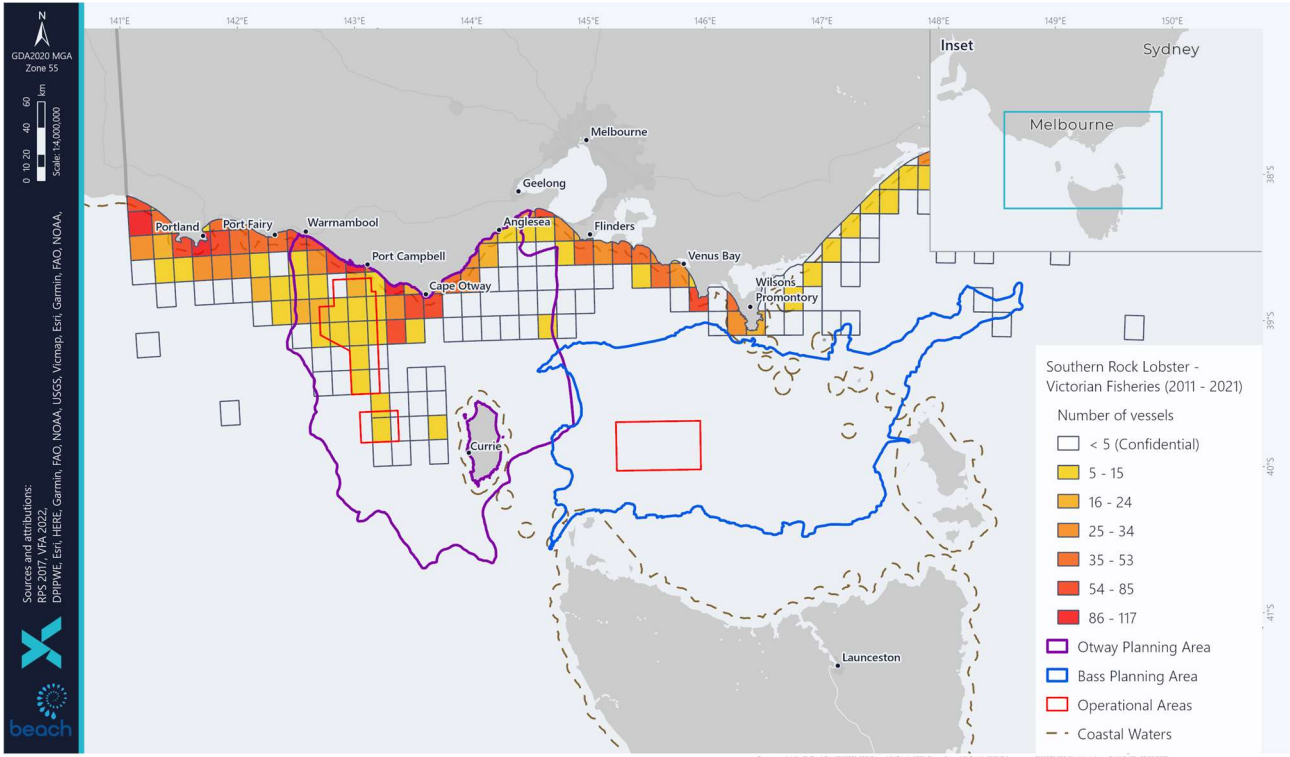 141°E
142°E
143°E
144°E
145°E
146°E
147°E
148°E
149°E
150°E
N
GDA2020 MGA
Zone 55
0 10 20 40 60 km
Scale: 1:4,000,000
Sources and attributions:
RPS 2017, VFA 2022,
DPIPWE, Esri, HERE, Garmin, FAO, NOAA, USGS, Vicmap, Esri, Garmin, FAO, NOAA,
beach
Melbourne
Geelong
Portland
Port Fairy
Warrnambool
Anglesea
Flinders
Port Campbell
Venus Bay
Cape Otway
Wilsons
Promontory
Currie
Launceston
Inset
Sydney
Melbourne
38°S
39°S
40°S
41°S
Southern Rock Lobster -
Victorian Fisheries (2011 - 2021)
Number of vessels
< 5 (Confidential)
5 - 15
16 - 24
25 - 34
35 - 53
54 - 85
86 - 117
Otway Planning Area
Bass Planning Area
Operational Areas
Coastal Waters